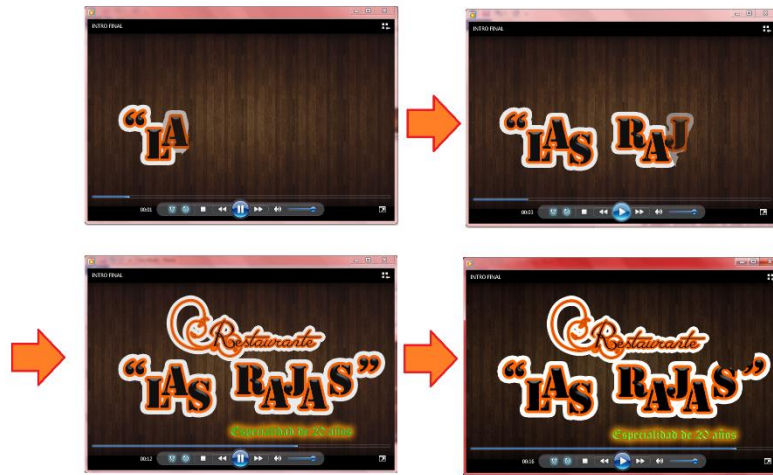 INTRO FINAL
“LA
00:01
INTRO FINAL
“LAS RAJ
00:03
INTRO FINAL
Restaurante
“LAS RAJAS”
Especialidad de 20 años
00:12
INTRO FINAL
Restaurante
“LAS RAJAS”
Especialidad de 20 años
00:16